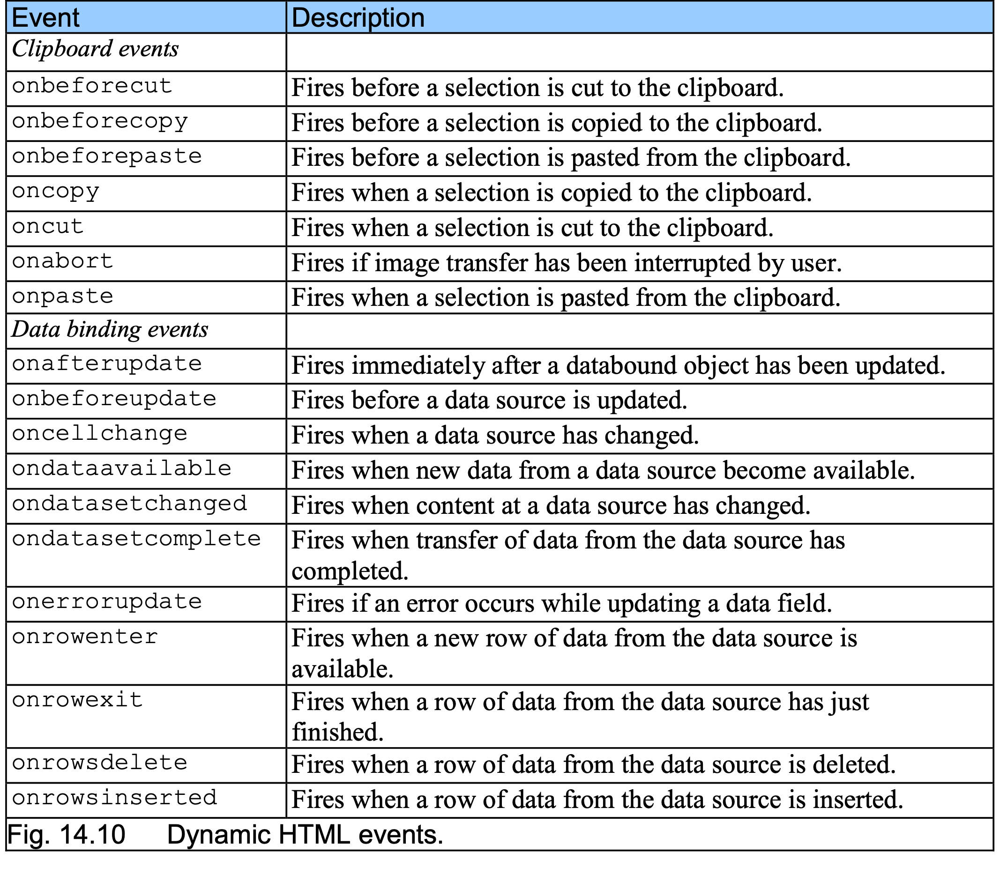 Event Description
Clipboard events
onbeforecut Fires before a selection is cut to the clipboard.
onbeforecopy Fires before a selection is copied to the clipboard.
onbeforepaste Fires before a selection is pasted from the clipboard.
oncopy Fires when a selection is copied to the clipboard.
oncut Fires when a selection is cut to the clipboard.
onabort Fires if image transfer has been interrupted by user.
onpaste Fires when a selection is pasted from the clipboard.
Data binding events
onafterupdate Fires immediately after a databound object has been updated.
onbeforeupdate Fires before a data source is updated.
oncellchange Fires when a data source has changed.
ondataavailable Fires when new data from a data source become available.
ondatasetchanged Fires when content at a data source has changed.
ondatasetcomplete Fires when transfer of data from the data source has
completed.
onerrorupdate Fires if an error occurs while updating a data field.
onrowenter Fires when a new row of data from the data source is
available.
onrowexit Fires when a row of data from the data source has just
finished.
onrowsdelete Fires when a row of data from the data source is deleted.
onrowsinserted Fires when a row of data from the data source is inserted.
Fig. 14.10 Dynamic HTML events.